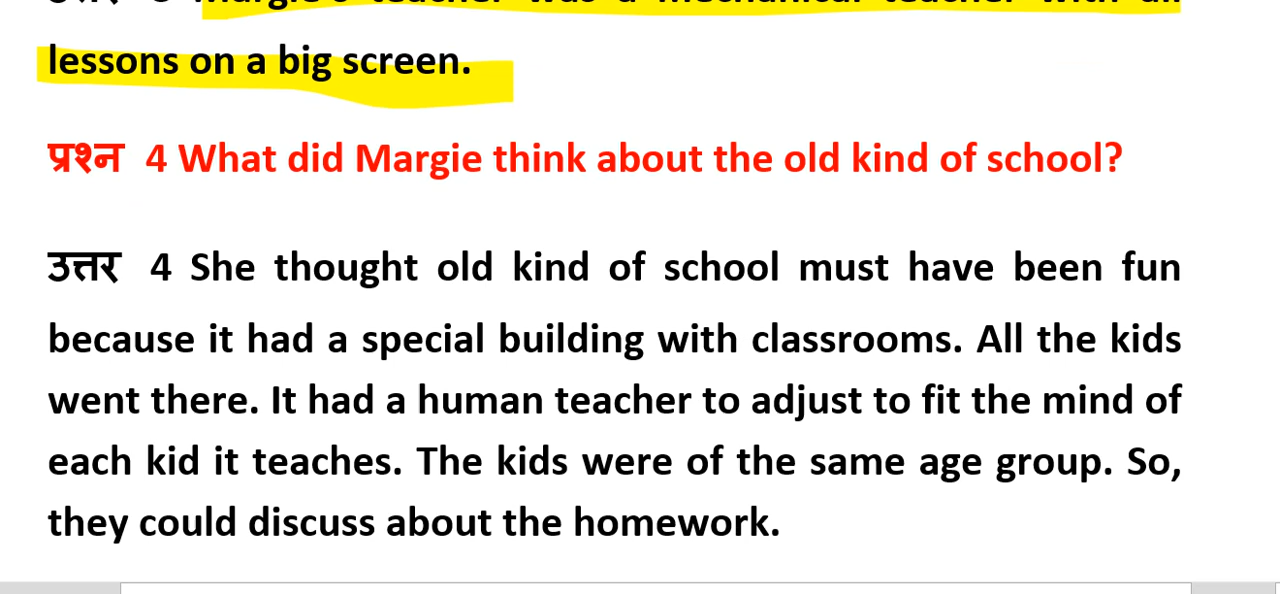 lessons on a big screen.
प्रश्न 4 What did Margie think about the old kind of school?
उत्तर 4 She thought old kind of school must have been fun
because it had a special building with classrooms. All the kids
went there. It had a human teacher to adjust to fit the mind of
each kid it teaches. The kids were of the same age group. So,
they could discuss about the homework.